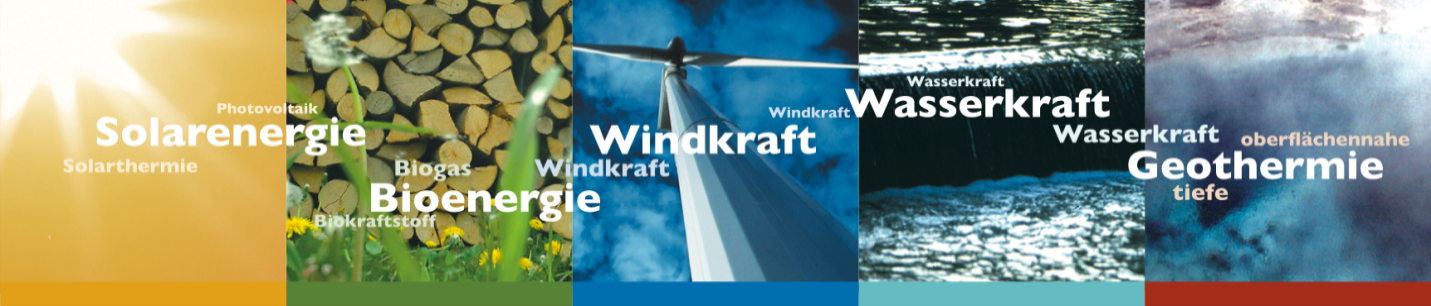 Photovoltaik
Solarenergie
Solarthermie
Biogas
Bioenergie
Biokraftstoff
Windkraft
Windkraft
Windkraft
Wasserkraft
Wasserkraft
Wasserkraft
oberflächennahe
Geothermie
tiefe